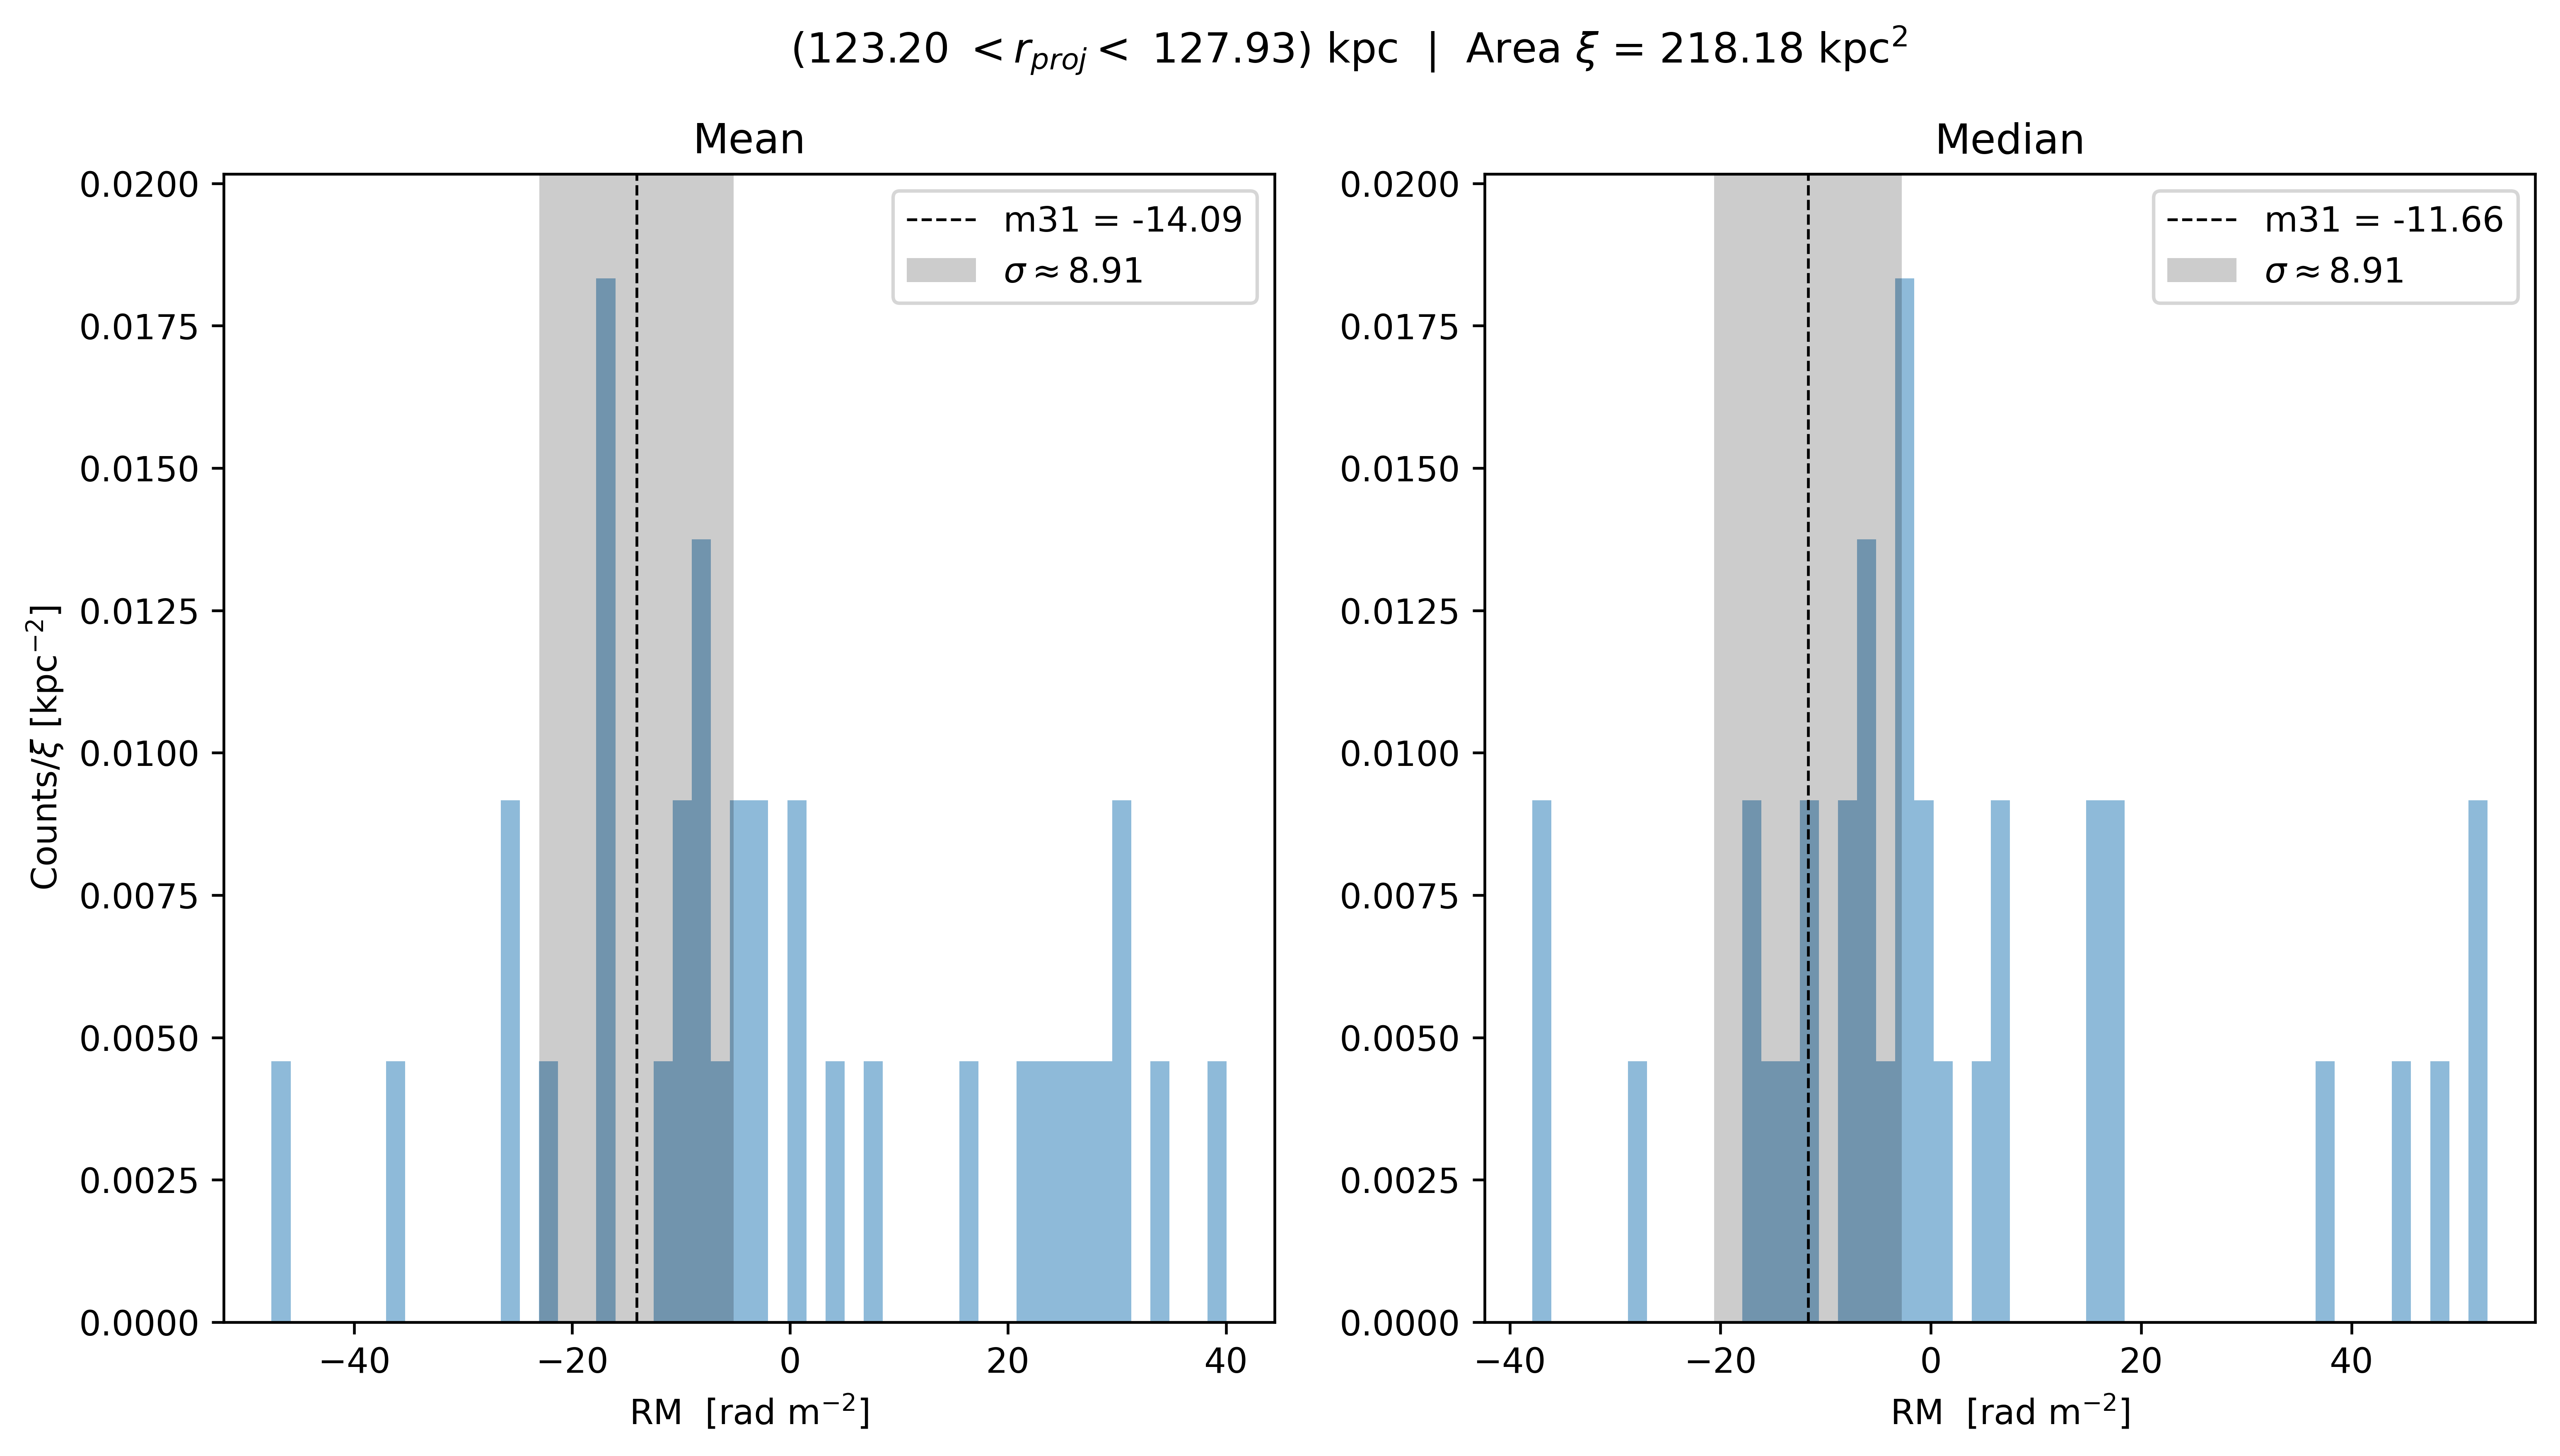 (123.20 < r_proj < 127.93) kpc | Area ξ = 218.18 kpc²
Mean
Counts/ξ [kpc⁻²]
0.0200
0.0175
0.0150
0.0125
0.0100
0.0075
0.0050
0.0025
0.0000
m31 = -14.09
σ ≈ 8.91
−40 −20 0 20 40
RM [rad m⁻²]
Median
0.0200
0.0175
0.0150
0.0125
0.0100
0.0075
0.0050
0.0025
0.0000
m31 = -11.66
σ ≈ 8.91
−40 −20 0 20 40
RM [rad m⁻²]